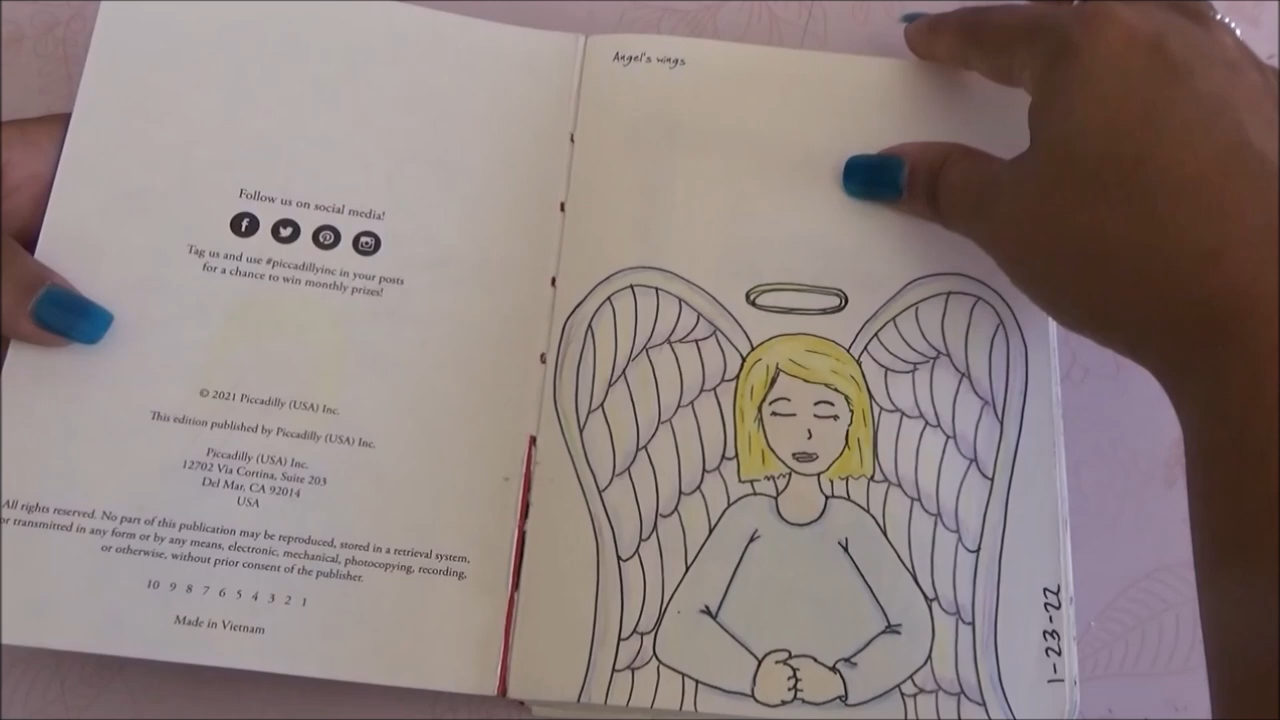 Follow us on social media!
Tag us and use #piccadillyinc in your posts
for a chance to win monthly prizes!
© 2021 Piccadilly (USA) Inc.
This edition published by Piccadilly (USA) Inc.
Piccadilly (USA) Inc.
12702 Via Cortina, Suite 203
Del Mar, CA 92014
USA
All rights reserved. No part of this publication may be reproduced, stored in a retrieval system,
or transmitted in any form or by any means, electronic, mechanical, photocopying, recording,
or otherwise, without prior consent of the publisher.
10 9 8 7 6 5 4 3 2 1
Made in Vietnam
Angel's wings
1-23-22